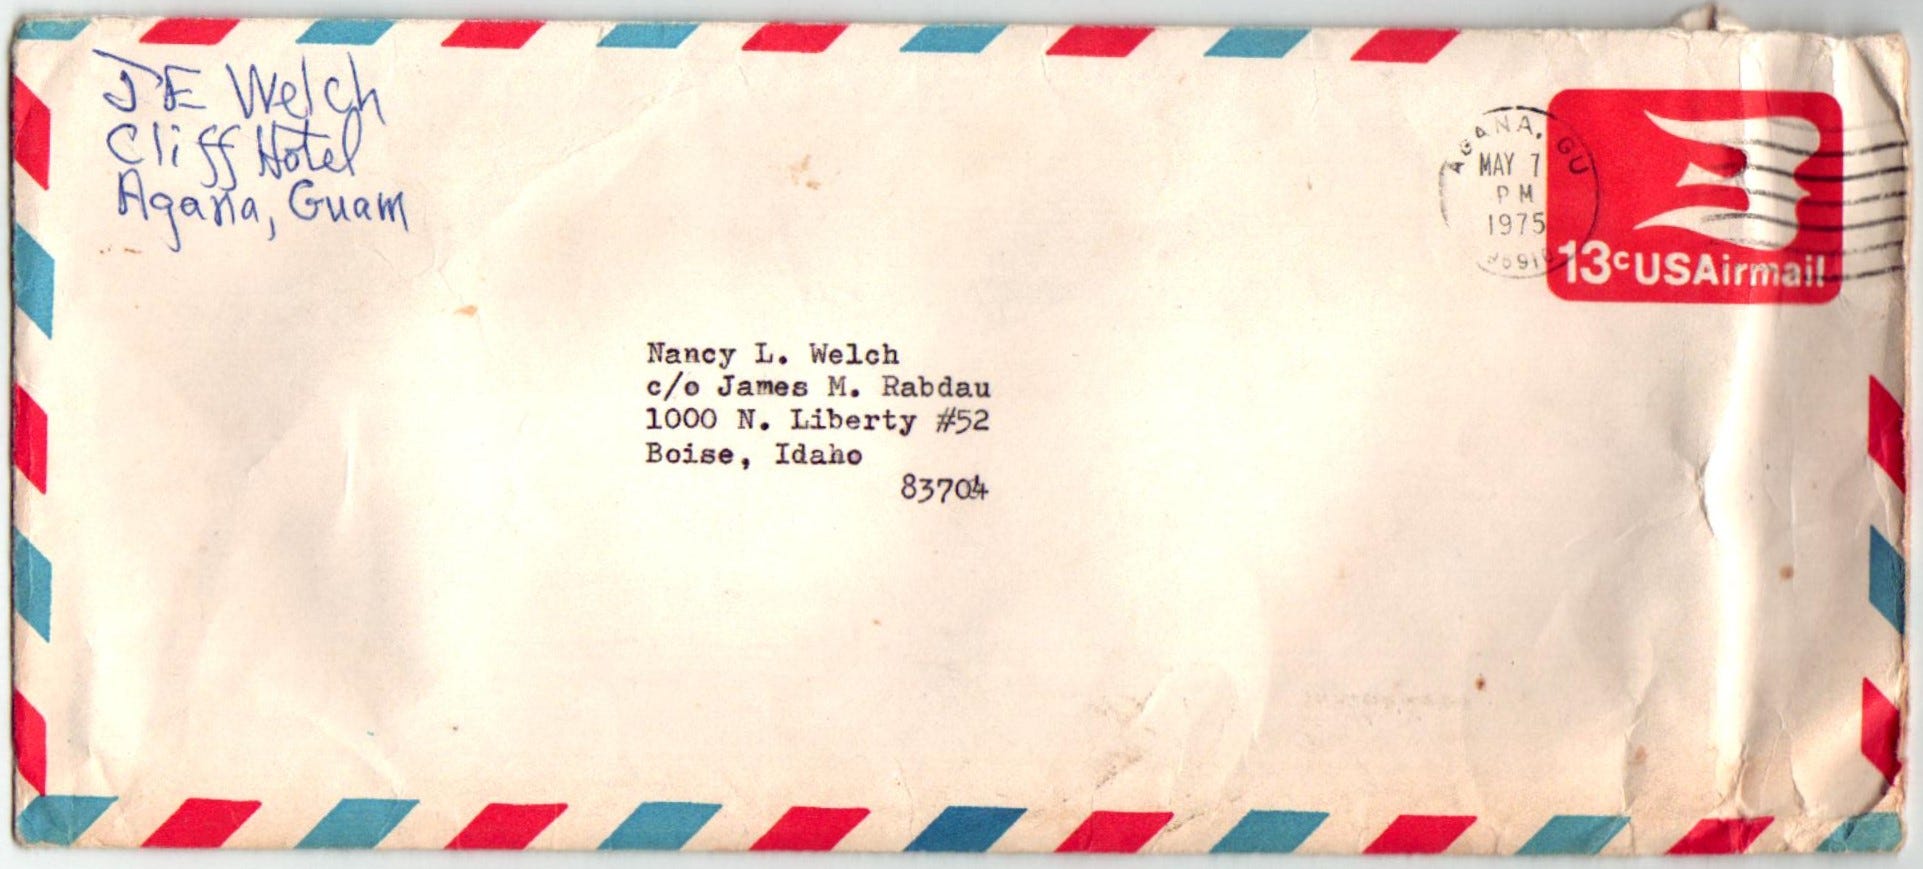 J E Welch
Cliff Hotel
Agana, Guam
AGANA, GU
MAY 7
PM
1975
96910
13c USAirmail
Nancy L. Welch
c/o James M. Rabdau
1000 N. Liberty #52
Boise, Idaho
83704